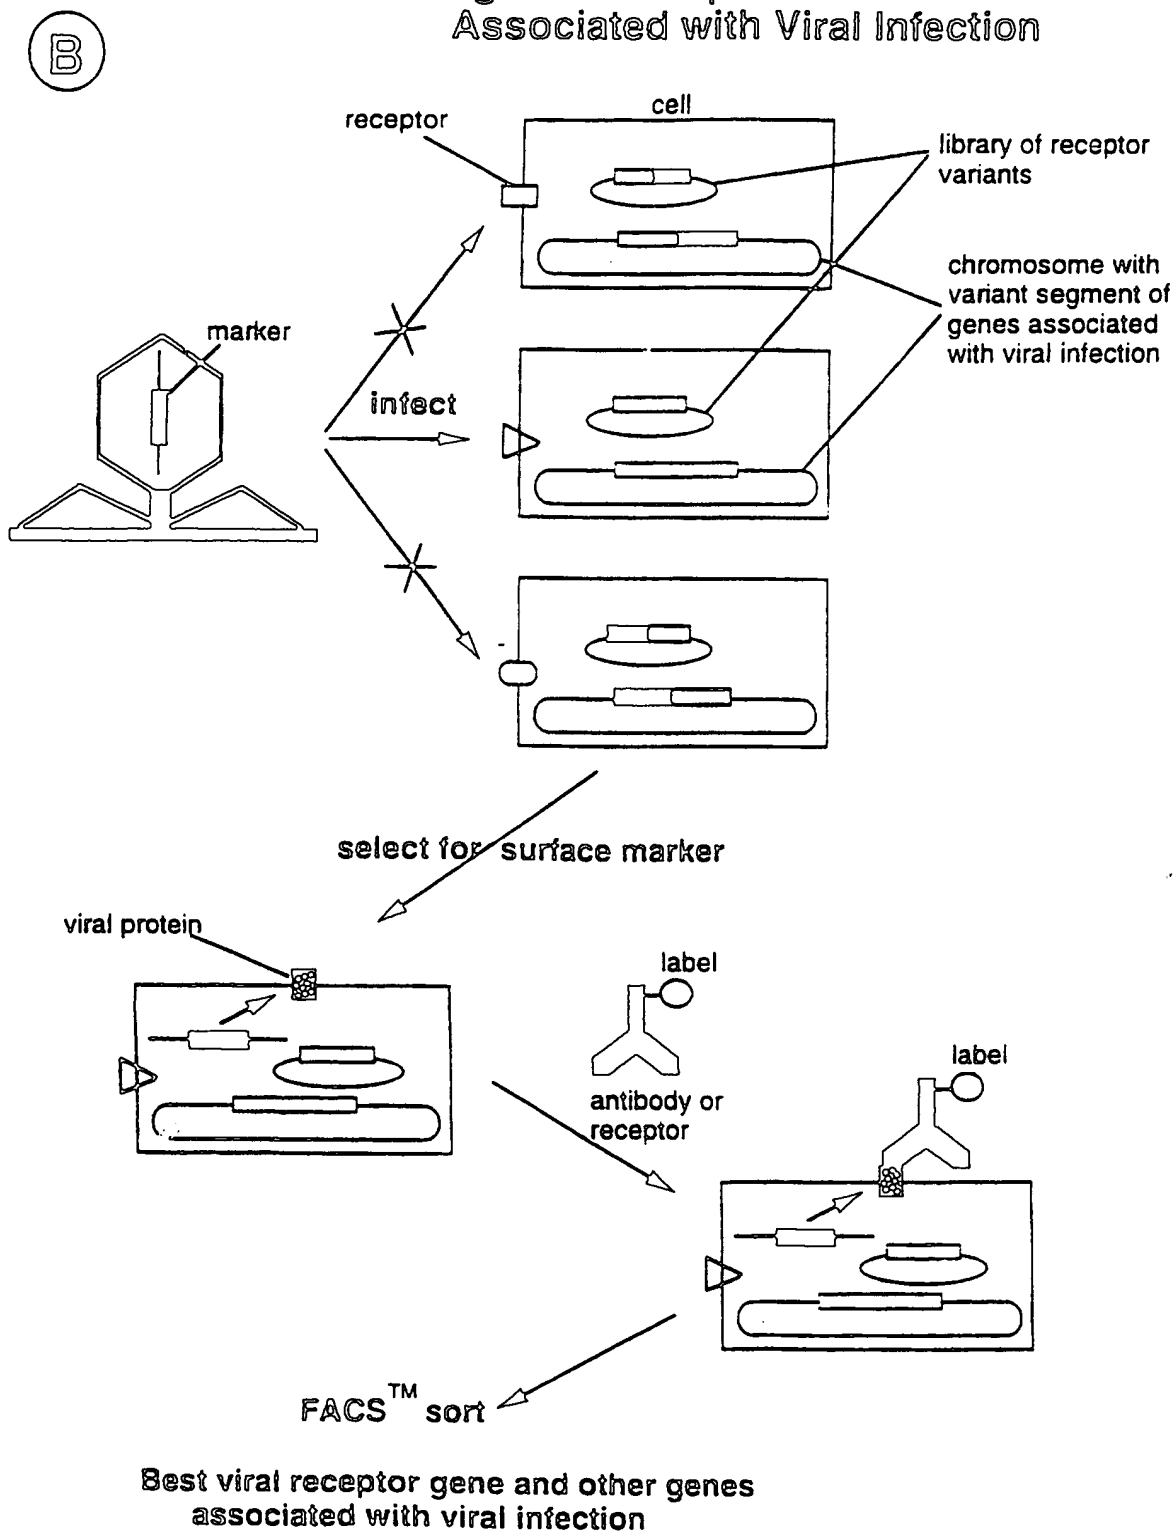 Associated with Viral Infection
B
cell
receptor
library of receptor
variants
chromosome with
variant segment of
genes associated
with viral infection
marker
infect
select for surface marker
viral protein
label
antibody or
receptor
label
FACS™ sort
Best viral receptor gene and other genes
associated with viral infection